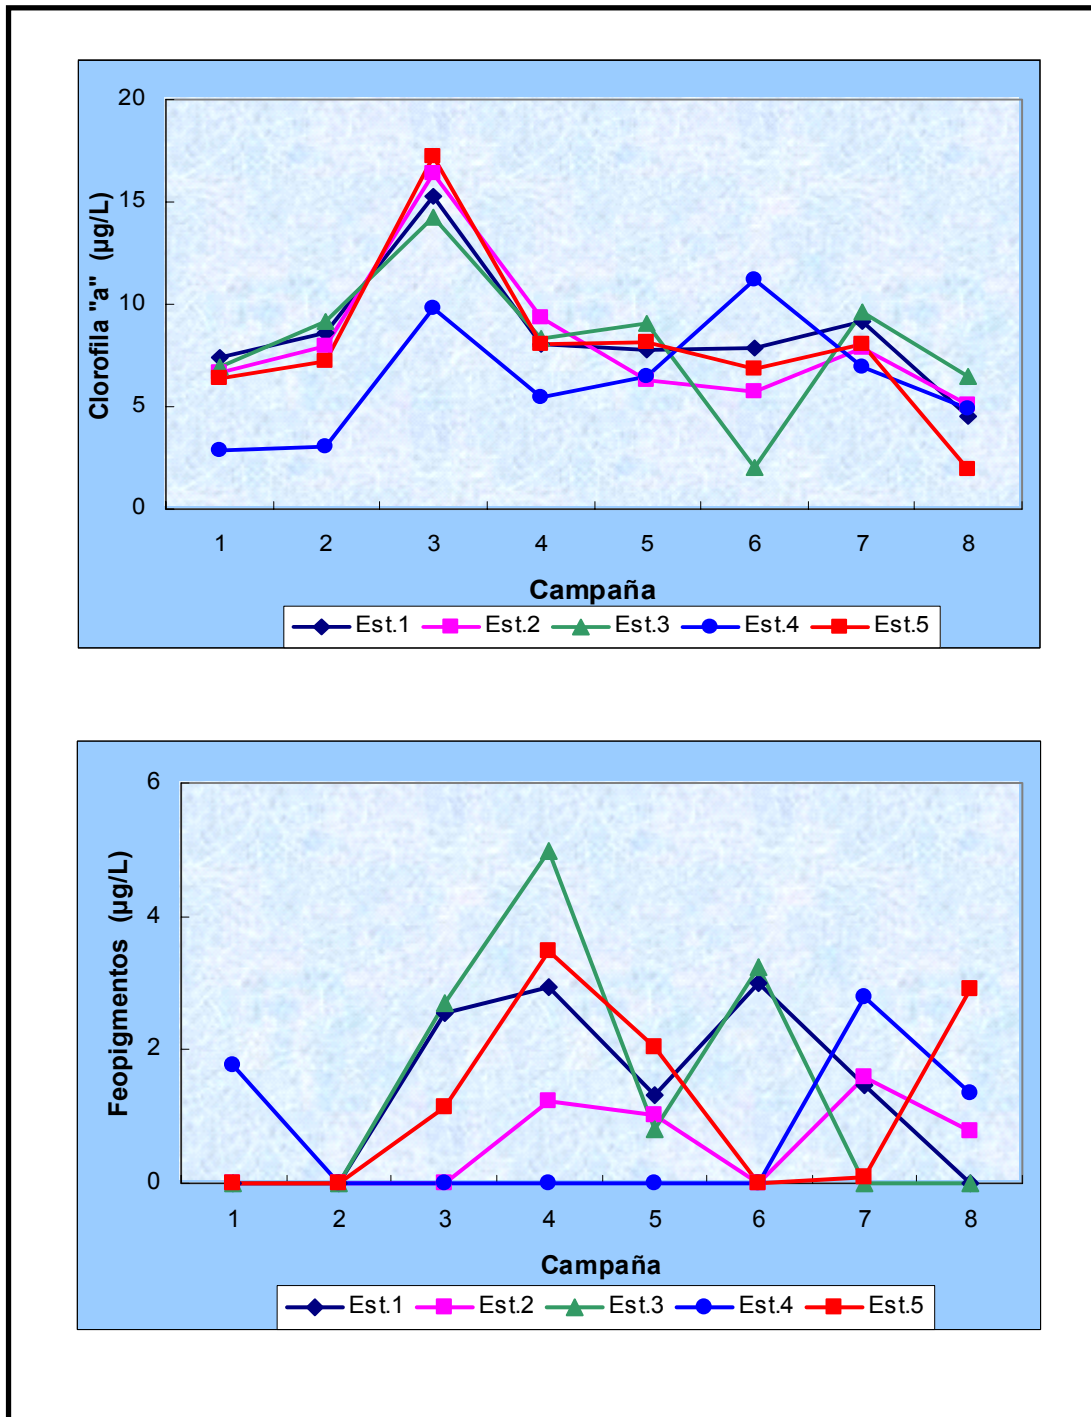 20
15
10
5
0
Clorofila "a" (µg/L)
1 2 3 4 5 6 7 8
Campaña
Est.1 Est.2 Est.3 Est.4 Est.5
6
4
2
0
Feopigmentos (µg/L)
1 2 3 4 5 6 7 8
Campaña
Est.1 Est.2 Est.3 Est.4 Est.5